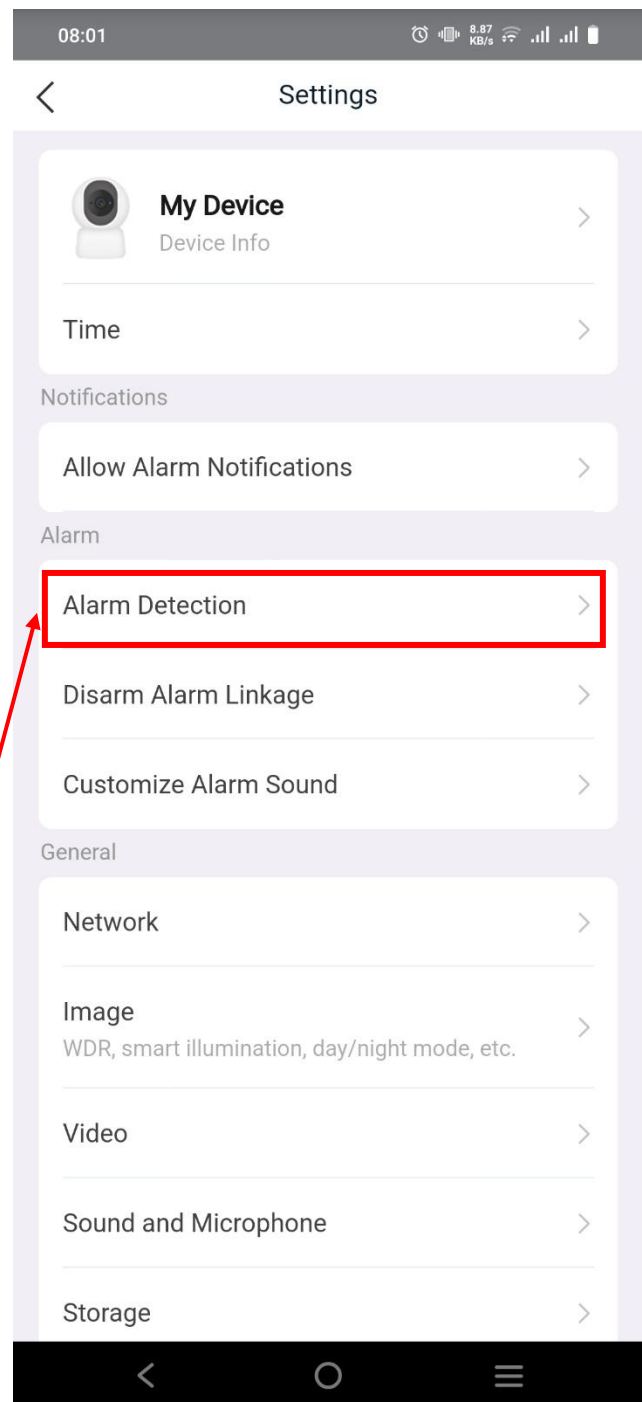 08:01
8.87
KB/s
Settings
My Device
Device Info
Time
Notifications
Allow Alarm Notifications
Alarm
Alarm Detection
Disarm Alarm Linkage
Customize Alarm Sound
General
Network
Image
WDR, smart illumination, day/night mode, etc.
Video
Sound and Microphone
Storage